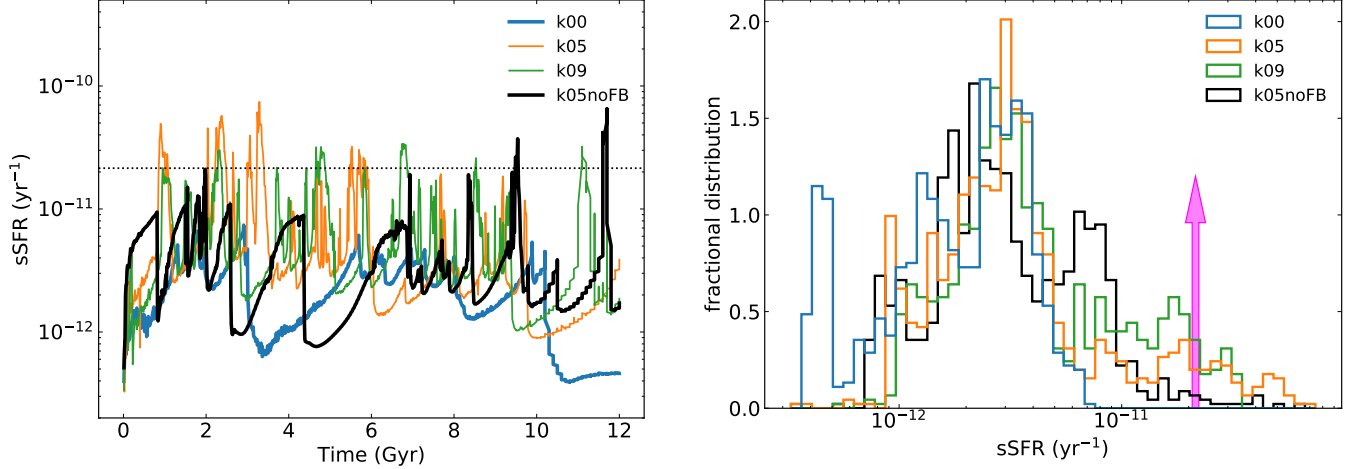 k00
k05
k09
k05noFB
10⁻¹⁰
10⁻¹¹
10⁻¹²
sSFR (yr⁻¹)
0 2 4 6 8 10 12
Time (Gyr)
k00
k05
k09
k05noFB
2.0
1.5
1.0
0.5
0.0
fractional distribution
10⁻¹² 10⁻¹¹
sSFR (yr⁻¹)